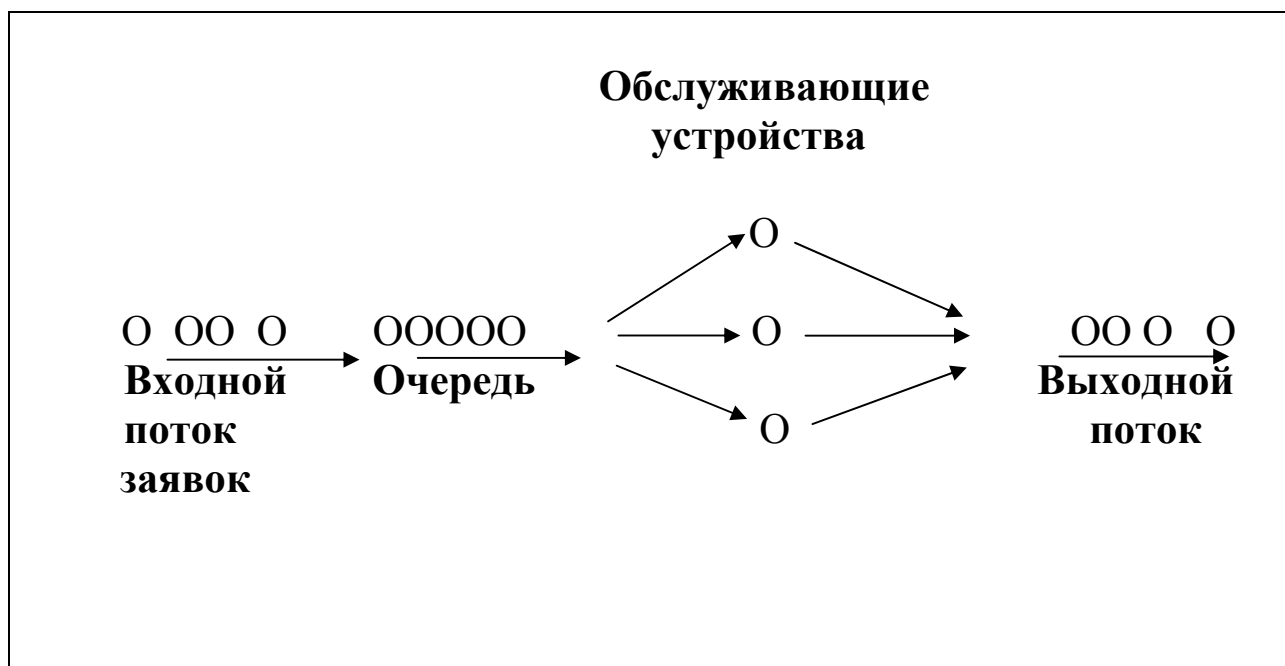 Обслуживающие
устройства
О
О ОО О
ООООО
О
ОО О О
Входной
поток
заявок
Очередь
О
Выходной
поток